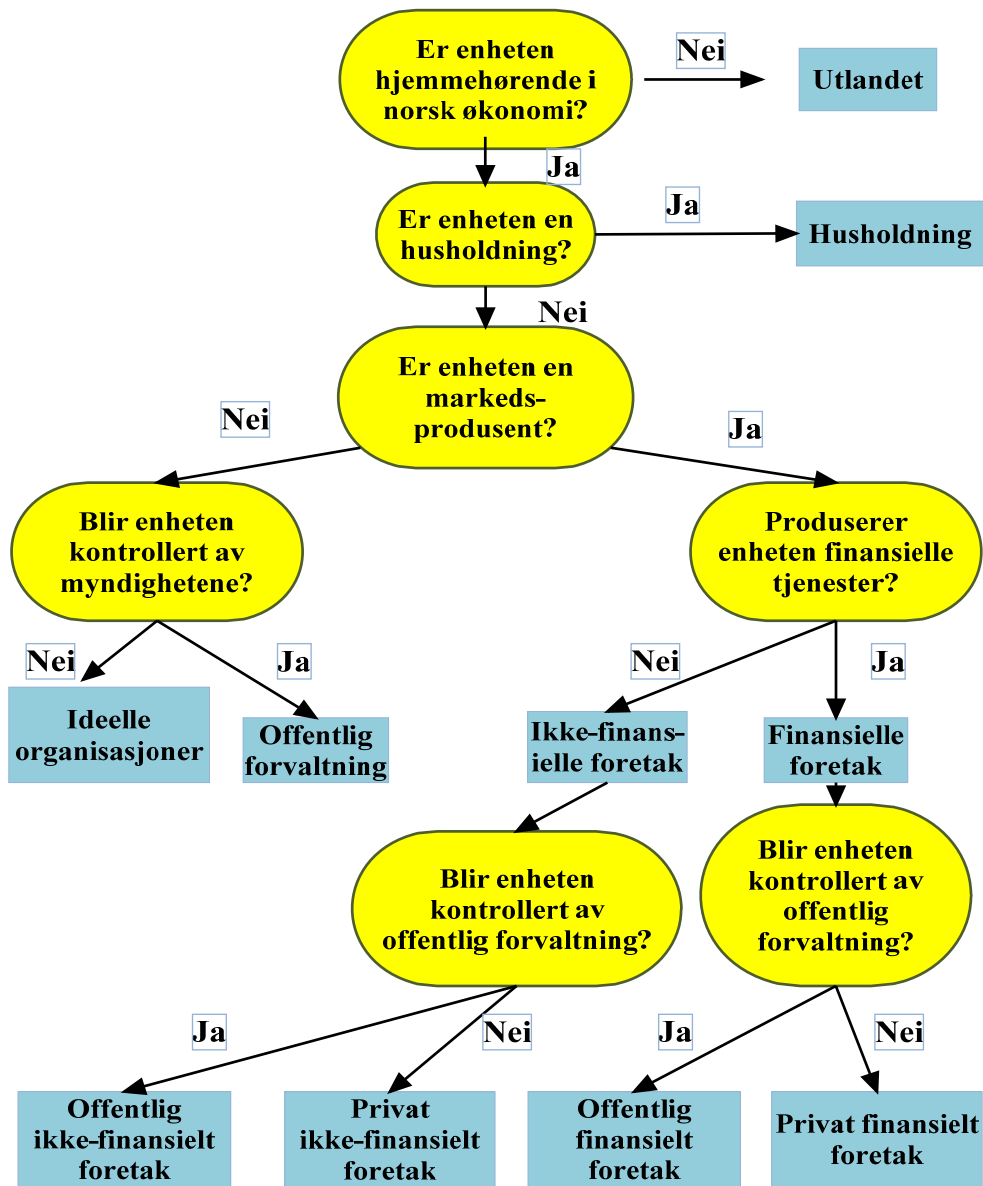 Er enheten
hjemmehørende i
norsk økonomi?
Nei
Utlandet
Ja
Er enheten en
husholdning?
Ja
Husholdning
Nei
Er enheten en
markeds-
produsent?
Nei
Ja
Blir enheten
kontrollert av
myndighetene?
Produserer
enheten finansielle
tjenester?
Nei
Ja
Nei
Ja
Ideelle
organisasjoner
Offentlig
forvaltning
Ikke-finans-
ielle foretak
Finansielle
foretak
Blir enheten
kontrollert av
offentlig forvaltning?
Blir enheten
kontrollert av
offentlig
forvaltning?
Ja
Nei
Ja
Nei
Offentlig
ikke-finansielt
foretak
Privat
ikke-finansielt
foretak
Offentlig
finansielt
foretak
Privat finansielt
foretak